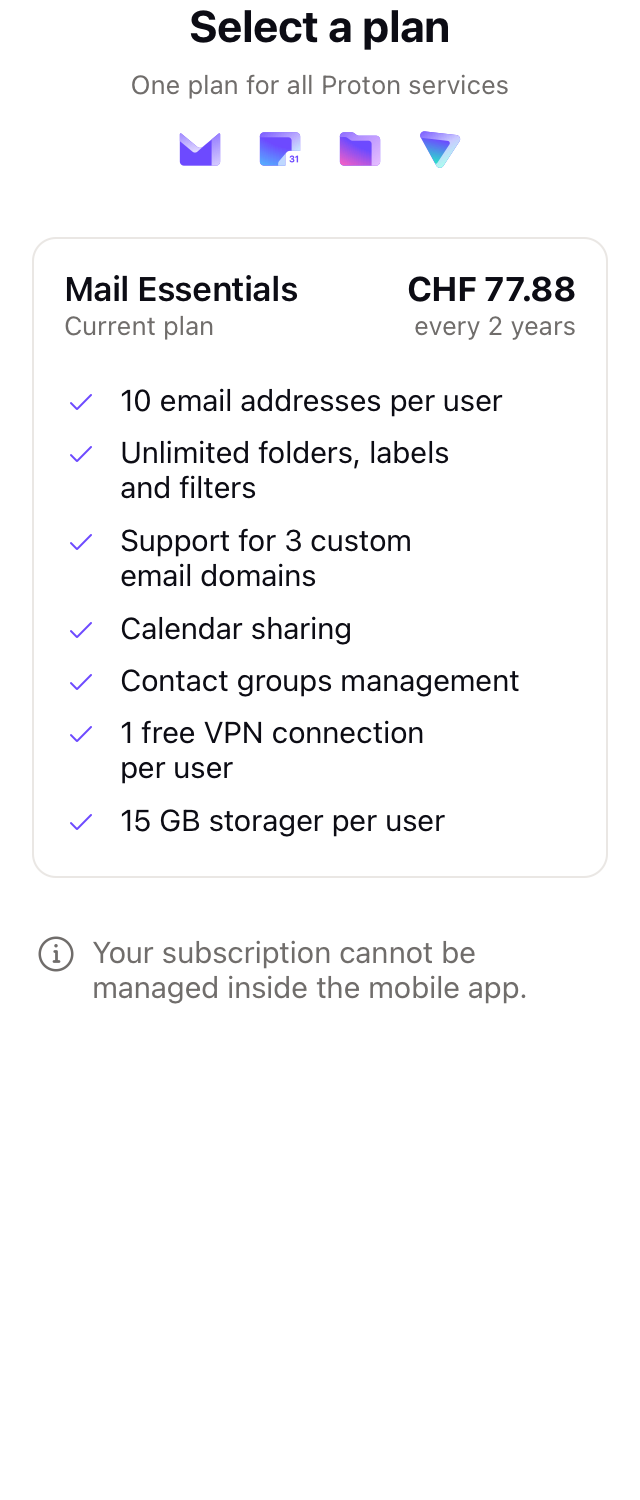 Select a plan
One plan for all Proton services
31
Mail Essentials
CHF 77.88
Current plan
every 2 years
10 email addresses per user
Unlimited folders, labels
and filters
Support for 3 custom
email domains
Calendar sharing
Contact groups management
1 free VPN connection
per user
15 GB storager per user
Your subscription cannot be
managed inside the mobile app.